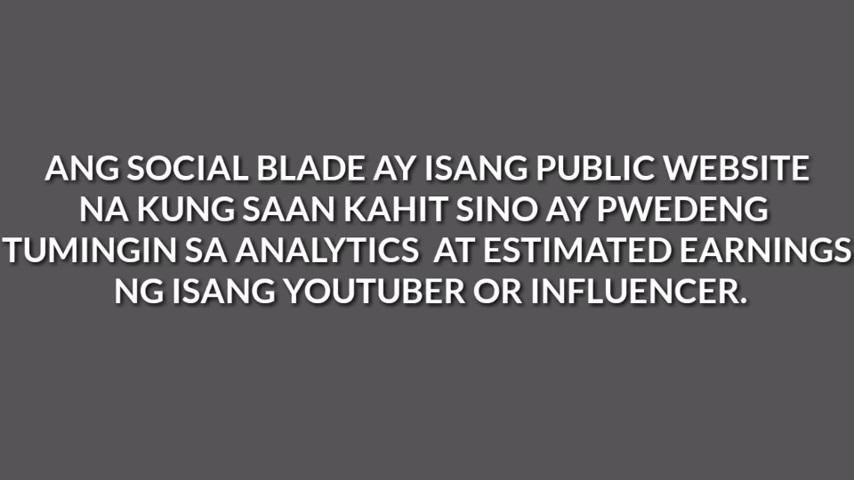 ANG SOCIAL BLADE AY ISANG PUBLIC WEBSITE
NA KUNG SAAN KAHIT SINO AY PWEDENG
TUMINGIN SA ANALYTICS AT ESTIMATED EARNINGS
NG ISANG YOUTUBER OR INFLUENCER.